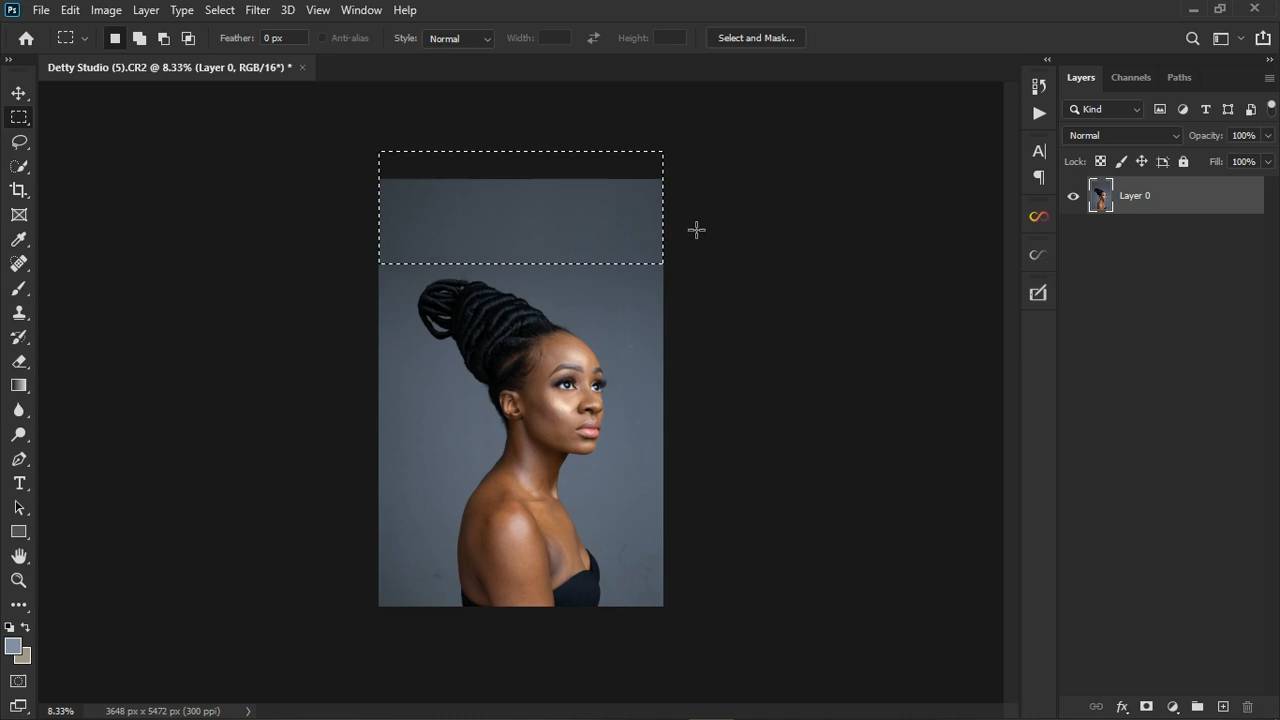 Ps File Edit Image Layer Type Select Filter 3D View Window Help
Feather: 0 px Anti-alias Style: Normal Width: Height: Select and Mask...
Detty Studio (5).CR2 @ 8.33% (Layer 0, RGB/16*) * ×
Layers Channels Paths
Kind
Normal Opacity: 100%
Lock: Fill: 100%
Layer 0
8.33% 3648 px x 5472 px (300 ppi)